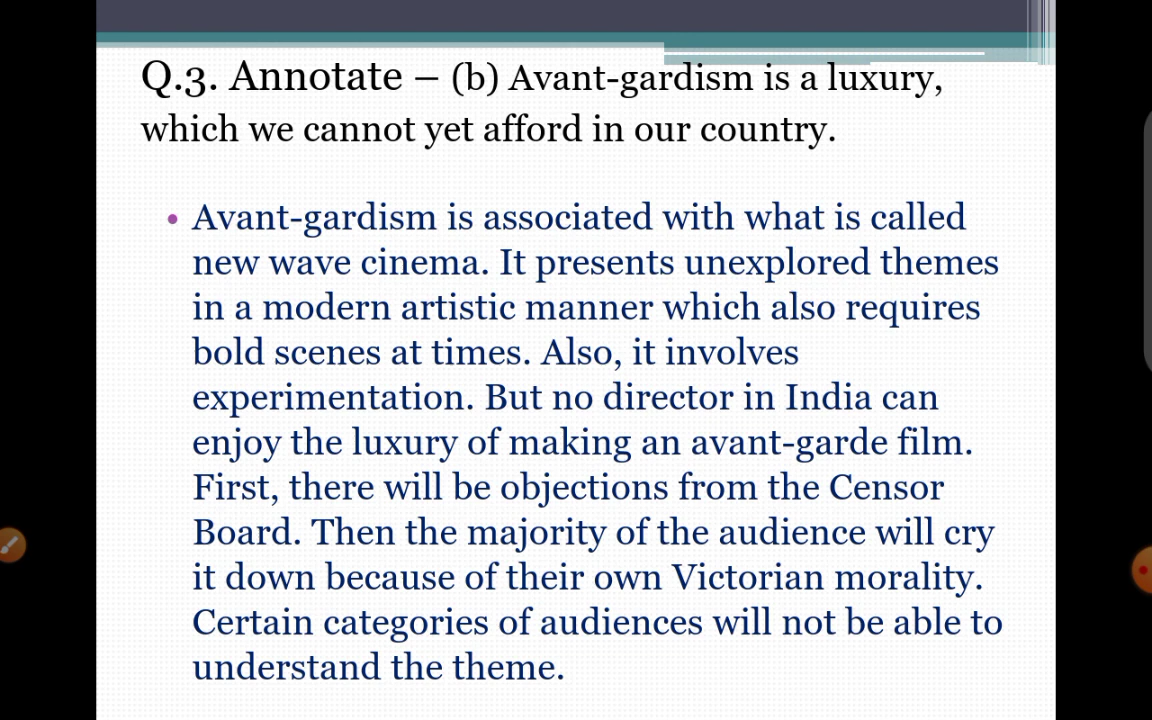 Q.3. Annotate – (b) Avant-gardism is a luxury,
which we cannot yet afford in our country.
• Avant-gardism is associated with what is called
new wave cinema. It presents unexplored themes
in a modern artistic manner which also requires
bold scenes at times. Also, it involves
experimentation. But no director in India can
enjoy the luxury of making an avant-garde film.
First, there will be objections from the Censor
Board. Then the majority of the audience will cry
it down because of their own Victorian morality.
Certain categories of audiences will not be able to
understand the theme.